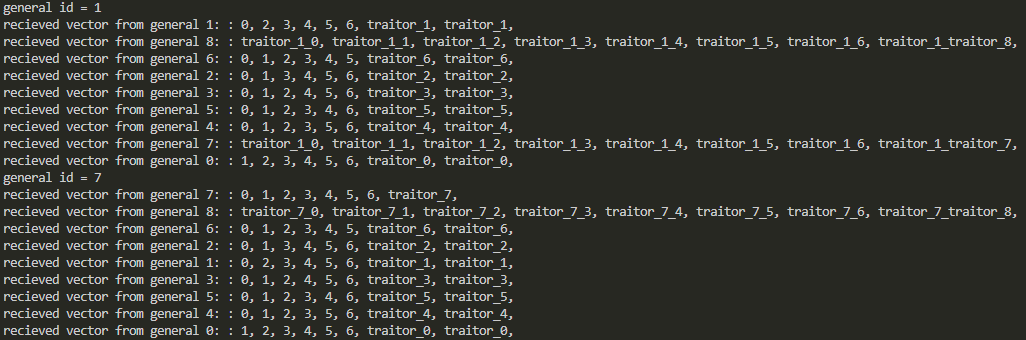 general id = 1
recieved vector from general 1: : 0, 2, 3, 4, 5, 6, traitor_1, traitor_1,
recieved vector from general 8: : traitor_1_0, traitor_1_1, traitor_1_2, traitor_1_3, traitor_1_4, traitor_1_5, traitor_1_6, traitor_1_traitor_8,
recieved vector from general 6: : 0, 1, 2, 3, 4, 5, traitor_6, traitor_6,
recieved vector from general 2: : 0, 1, 3, 4, 5, 6, traitor_2, traitor_2,
recieved vector from general 3: : 0, 1, 2, 4, 5, 6, traitor_3, traitor_3,
recieved vector from general 5: : 0, 1, 2, 3, 4, 6, traitor_5, traitor_5,
recieved vector from general 4: : 0, 1, 2, 3, 5, 6, traitor_4, traitor_4,
recieved vector from general 7: : traitor_1_0, traitor_1_1, traitor_1_2, traitor_1_3, traitor_1_4, traitor_1_5, traitor_1_6, traitor_1_traitor_7,
recieved vector from general 0: : 1, 2, 3, 4, 5, 6, traitor_0, traitor_0,
general id = 7
recieved vector from general 7: : 0, 1, 2, 3, 4, 5, 6, traitor_7,
recieved vector from general 8: : traitor_7_0, traitor_7_1, traitor_7_2, traitor_7_3, traitor_7_4, traitor_7_5, traitor_7_6, traitor_7_traitor_8,
recieved vector from general 6: : 0, 1, 2, 3, 4, 5, traitor_6, traitor_6,
recieved vector from general 2: : 0, 1, 3, 4, 5, 6, traitor_2, traitor_2,
recieved vector from general 1: : 0, 2, 3, 4, 5, 6, traitor_1, traitor_1,
recieved vector from general 3: : 0, 1, 2, 4, 5, 6, traitor_3, traitor_3,
recieved vector from general 5: : 0, 1, 2, 3, 4, 6, traitor_5, traitor_5,
recieved vector from general 4: : 0, 1, 2, 3, 5, 6, traitor_4, traitor_4,
recieved vector from general 0: : 1, 2, 3, 4, 5, 6, traitor_0, traitor_0,